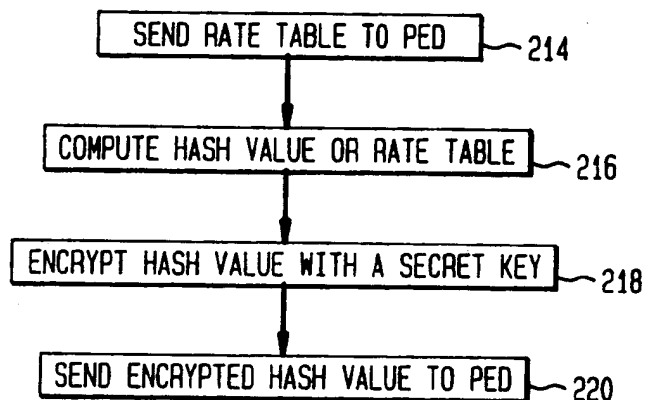 SEND RATE TABLE TO PED
214
COMPUTE HASH VALUE OR RATE TABLE
216
ENCRYPT HASH VALUE WITH A SECRET KEY
218
SEND ENCRYPTED HASH VALUE TO PED
220